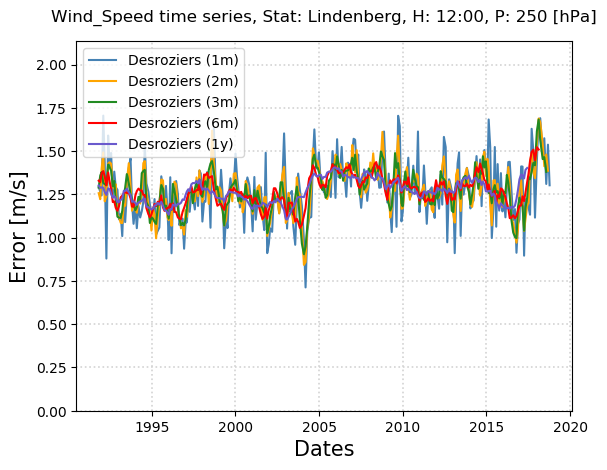 Wind_Speed time series, Stat: Lindenberg, H: 12:00, P: 250 [hPa]
Desroziers (1m)
Desroziers (2m)
Desroziers (3m)
Desroziers (6m)
Desroziers (1y)
Error [m/s]
2.00
1.75
1.50
1.25
1.00
0.75
0.50
0.25
0.00
1995 2000 2005 2010 2015 2020
Dates